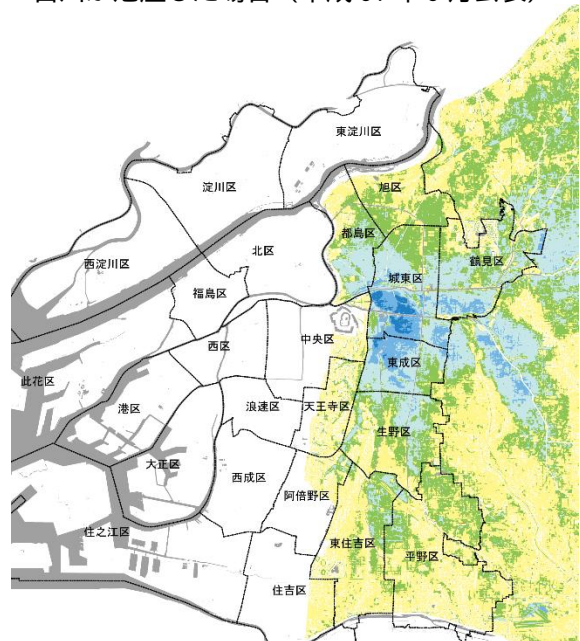 東淀川区
淀川区
旭区
都島区
北区
鶴見区
西淀川区
城東区
福島区
中央区
西区
東成区
此花区
港区
浪速区
天王寺区
生野区
大正区
西成区
阿倍野区
住之江区
東住吉区
平野区
住吉区